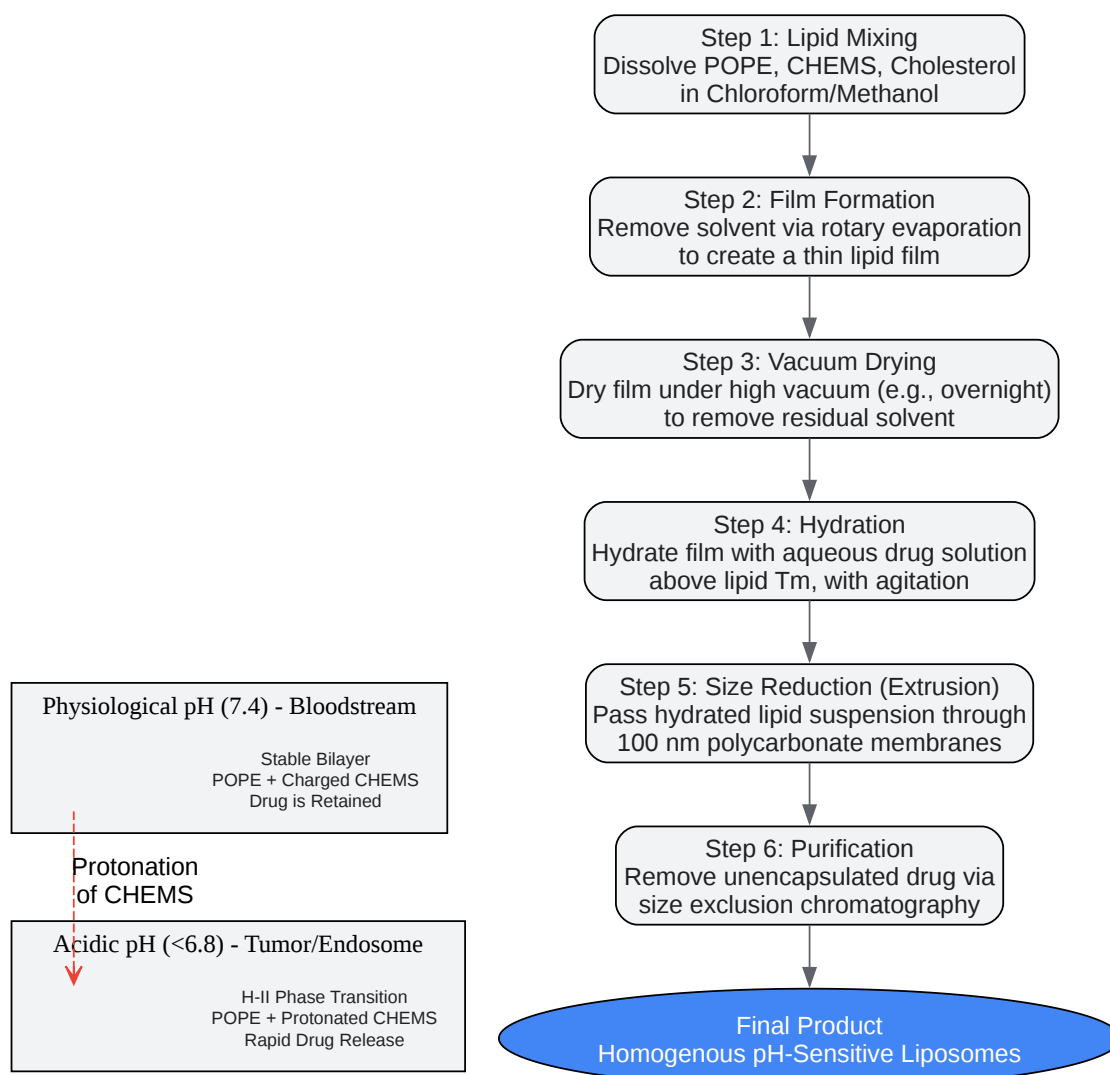 Step 1: Lipid Mixing
Dissolve POPE, CHEMS, Cholesterol
in Chloroform/Methanol
Step 2: Film Formation
Remove solvent via rotary evaporation
to create a thin lipid film
Step 3: Vacuum Drying
Dry film under high vacuum (e.g., overnight)
to remove residual solvent
Step 4: Hydration
Hydrate film with aqueous drug solution
above lipid Tm, with agitation
Step 5: Size Reduction (Extrusion)
Pass hydrated lipid suspension through
100 nm polycarbonate membranes
Step 6: Purification
Remove unencapsulated drug via
size exclusion chromatography
Final Product
Homogenous pH-Sensitive Liposomes
Physiological pH (7.4) - Bloodstream
Stable Bilayer
POPE + Charged CHEMS
Drug is Retained
Protonation
of CHEMS
Acidic pH (<6.8) - Tumor/Endosome
H-II Phase Transition
POPE + Protonated CHEMS
Rapid Drug Release